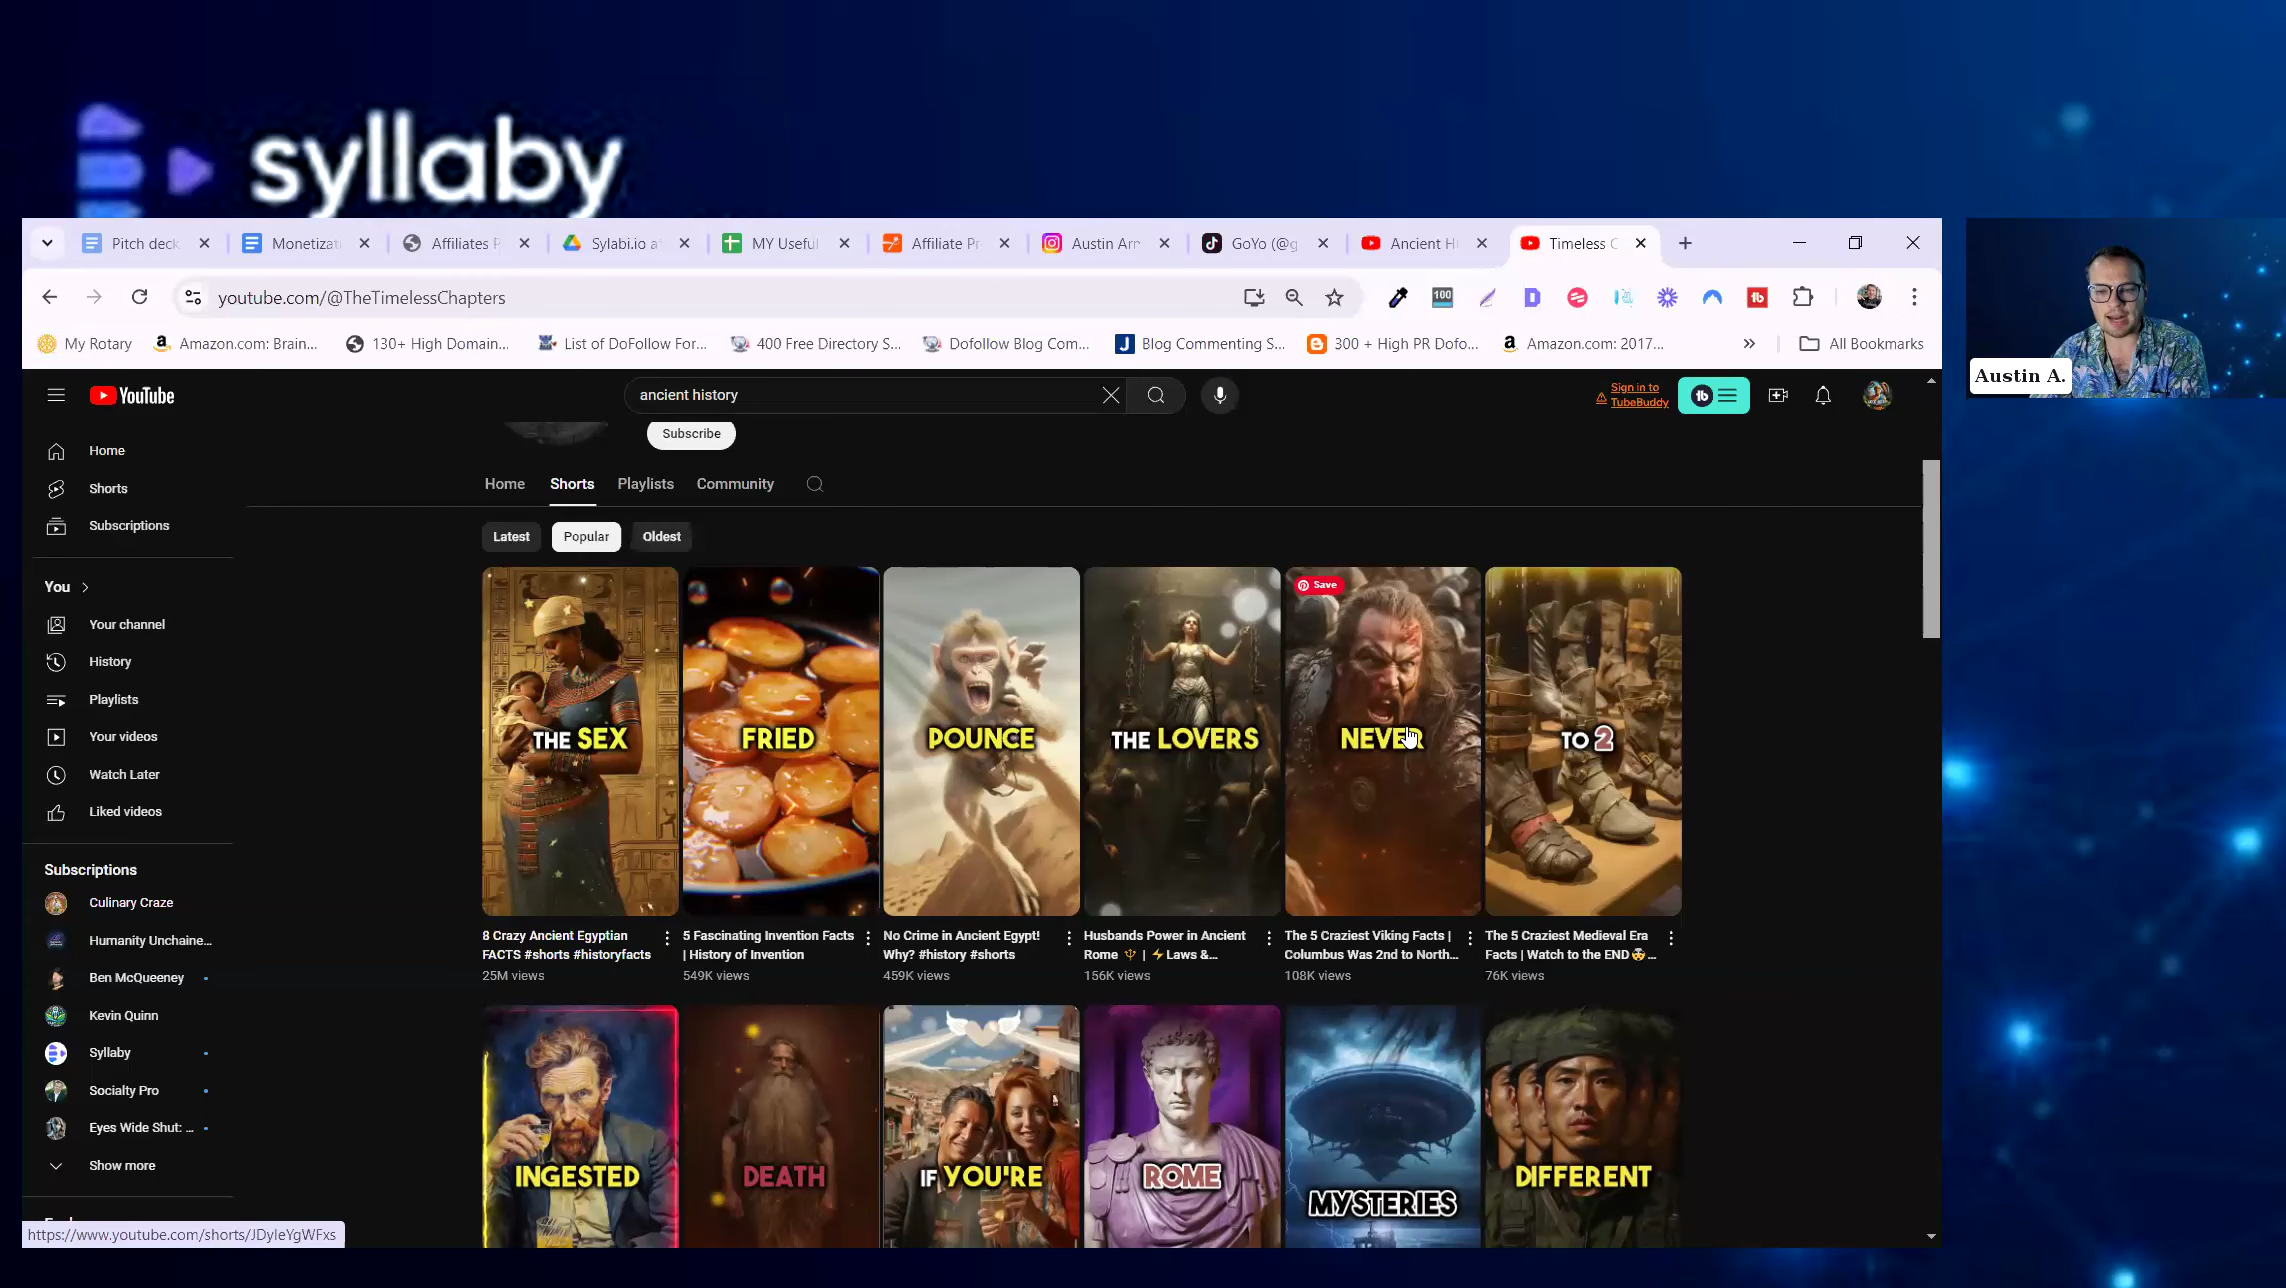 syllaby
Pitch deck
Monetizat
Affiliates P
Sylabi.io a
MY Useful
Affiliate Pr
Austin Arn
GoYo (@g
Ancient H
Timeless C
youtube.com/@TheTimelessChapters
100
My Rotary
Amazon.com: Brain...
130+ High Domain...
List of DoFollow For...
400 Free Directory S...
Dofollow Blog Com...
Blog Commenting S...
300 + High PR Dofo...
Amazon.com: 2017...
All Bookmarks
Austin A.
YouTube
ancient history
Sign in to
TubeBuddy
Subscribe
Home
Shorts
Subscriptions
You
Your channel
History
Playlists
Your videos
Watch Later
Liked videos
Subscriptions
Culinary Craze
Humanity Unchaine...
Ben McQueeney
Kevin Quinn
Syllaby
Socialty Pro
Eyes Wide Shut: ...
Show more
https://www.youtube.com/shorts/JDyleYgWFxs
Home
Shorts
Playlists
Community
Latest
Popular
Oldest
Save
THE SEX
FRIED
POUNCE
THE LOVERS
NEVER
TO 2
8 Crazy Ancient Egyptian
FACTS #shorts #historyfacts
25M views
5 Fascinating Invention Facts
| History of Invention
549K views
No Crime in Ancient Egypt!
Why? #history #shorts
459K views
Husbands Power in Ancient
Rome 🔱 | ⚡Laws &...
156K views
The 5 Craziest Viking Facts |
Columbus Was 2nd to North...
108K views
The 5 Craziest Medieval Era
Facts | Watch to the END🤯...
76K views
INGESTED
DEATH
IF YOU'RE
ROME
MYSTERIES
DIFFERENT